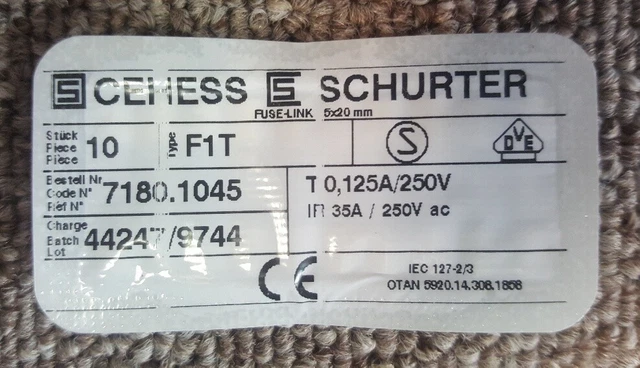 S CEHESS S SCHURTER
FUSE-LINK 5x20 mm
Stück
Piece
Pièce
10 Type F1T S DVE
Bestell Nr
Code N°
Réf N°
7180.1045
T 0,125A/250V
IR 35A / 250V ac
Charge
Batch
Lot
44247/9744
CE
IEC 127-2/3
OTAN 5920.14.308.1858